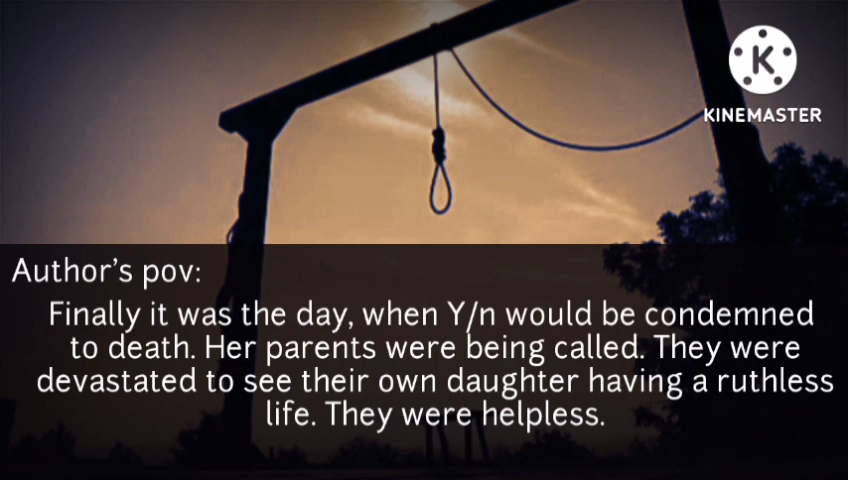 KINEMASTER
Author's pov:
Finally it was the day, when Y/n would be condemned
to death. Her parents were being called. They were
devastated to see their own daughter having a ruthless
life. They were helpless.